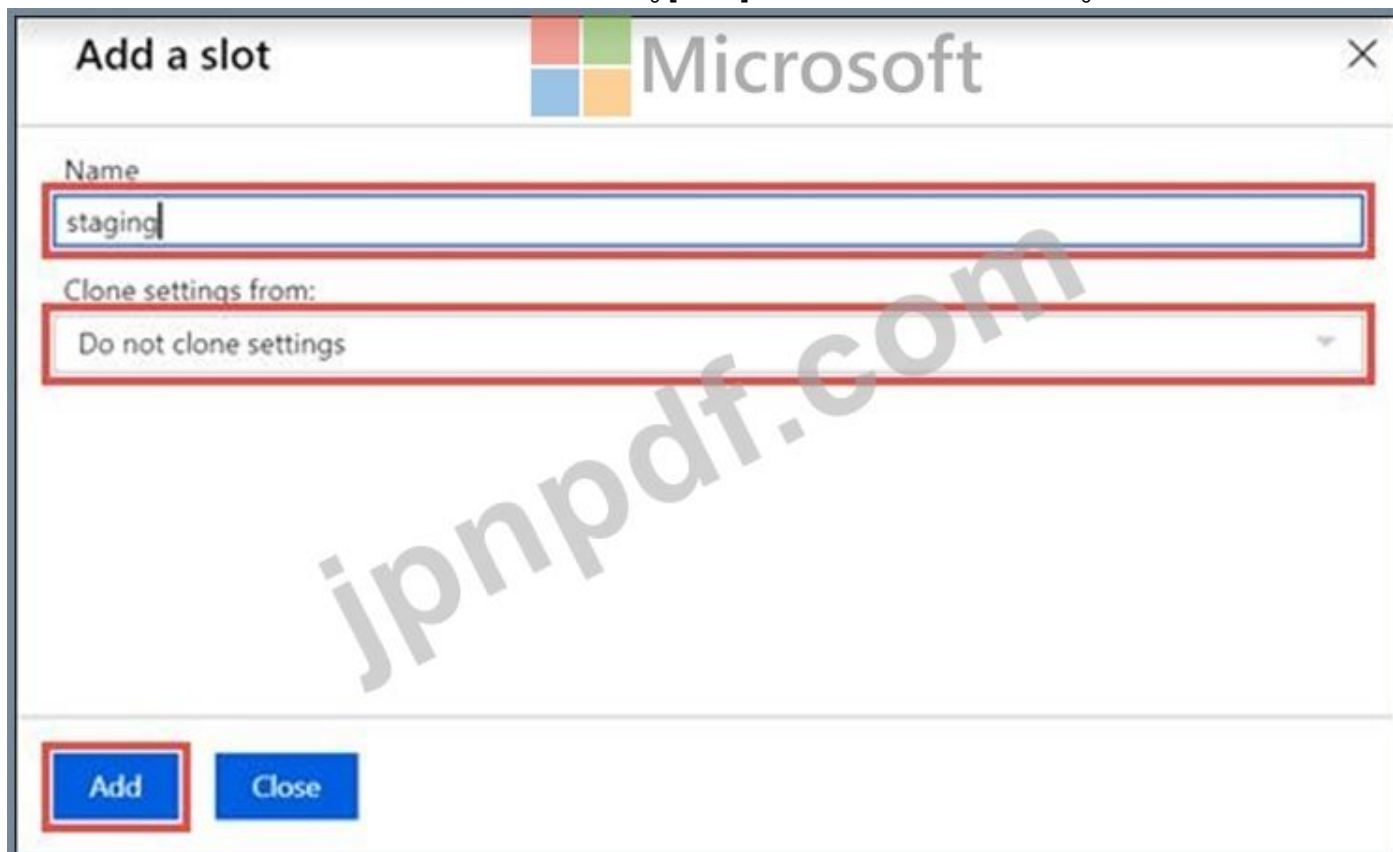 Add a slot
Microsoft
Name
staging
Clone settings from:
Do not clone settings
jpnpdf.com
Add
Close